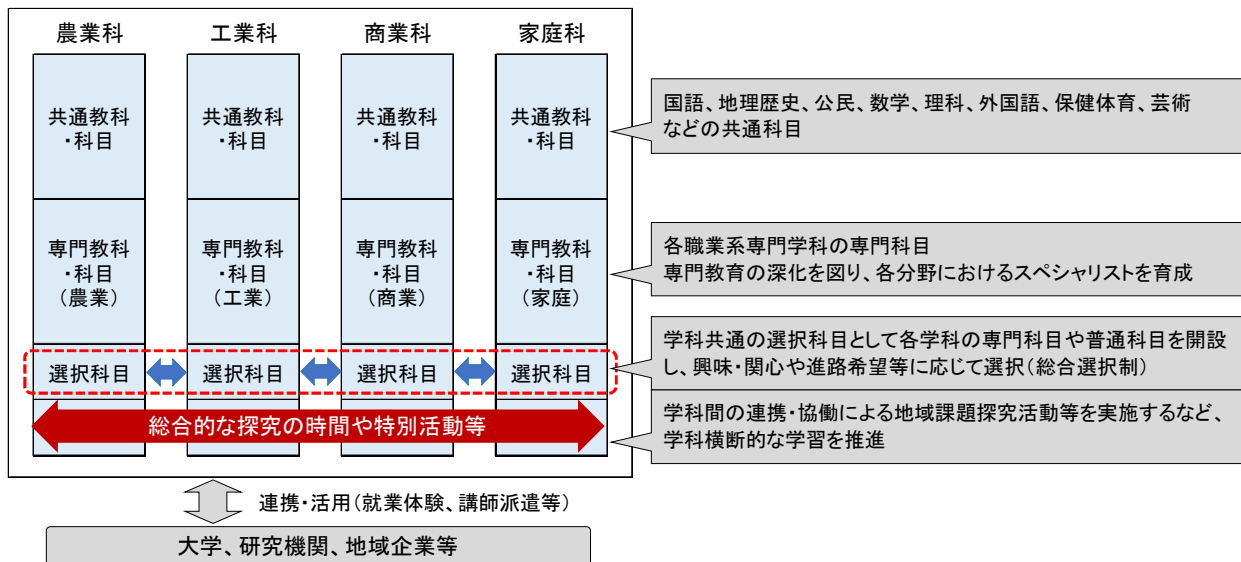 農業科 工業科 商業科 家庭科
共通教科
・科目
共通教科
・科目
共通教科
・科目
共通教科
・科目
国語、地理歴史、公民、数学、理科、外国語、保健体育、芸術
などの共通科目
専門教科
・科目
(農業)
専門教科
・科目
(工業)
専門教科
・科目
(商業)
専門教科
・科目
(家庭)
各職業系専門学科の専門科目
専門教育の深化を図り、各分野におけるスペシャリストを育成
選択科目 選択科目 選択科目 選択科目
学科共通の選択科目として各学科の専門科目や普通科目を開設
し、興味・関心や進路希望等に応じて選択(総合選択制)
総合的な探究の時間や特別活動等
学科間の連携・協働による地域課題探究活動等を実施するなど、
学科横断的な学習を推進
連携・活用(就業体験、講師派遣等)
大学、研究機関、地域企業等